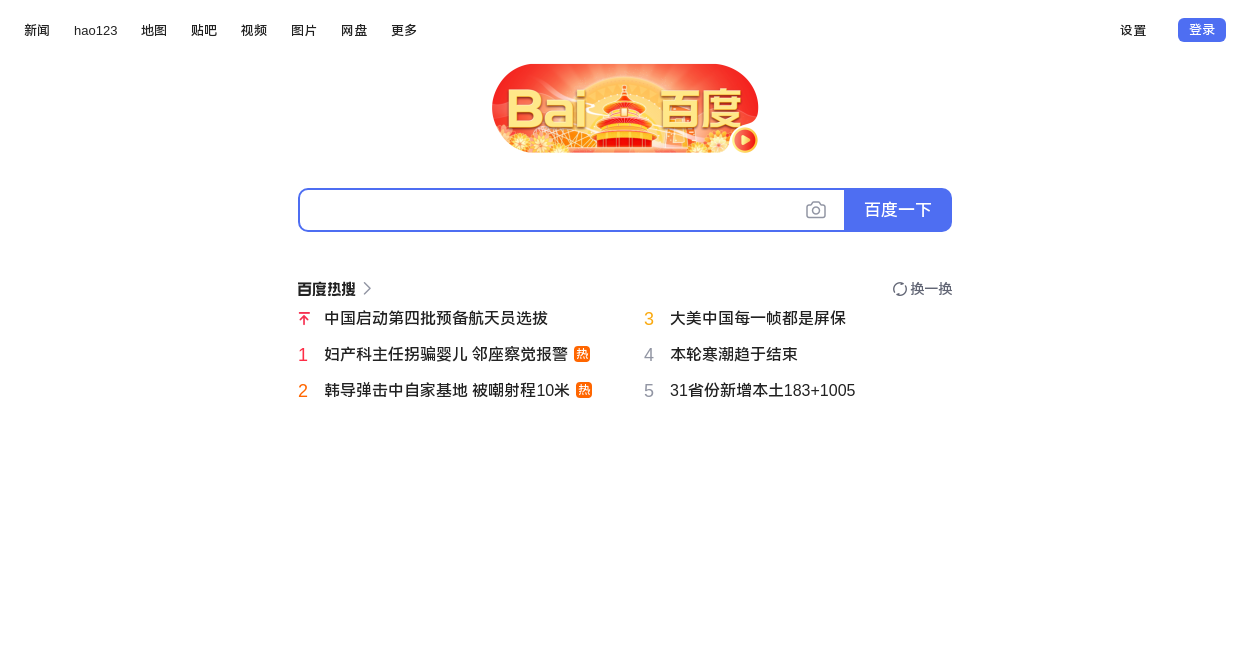 新闻 hao123 地图 贴吧 视频 图片 网盘 更多 设置 登录
Bai 百度
百度一下
百度热搜 换一换
中国启动第四批预备航天员选拔
1 妇产科主任拐骗婴儿 邻座察觉报警 热
2 韩导弹击中自家基地 被嘲射程10米 热
3 大美中国每一帧都是屏保
4 本轮寒潮趋于结束
5 31省份新增本土183+1005